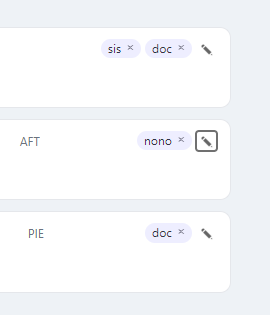 sis × doc ×
AFT nono ×
PIE doc ×